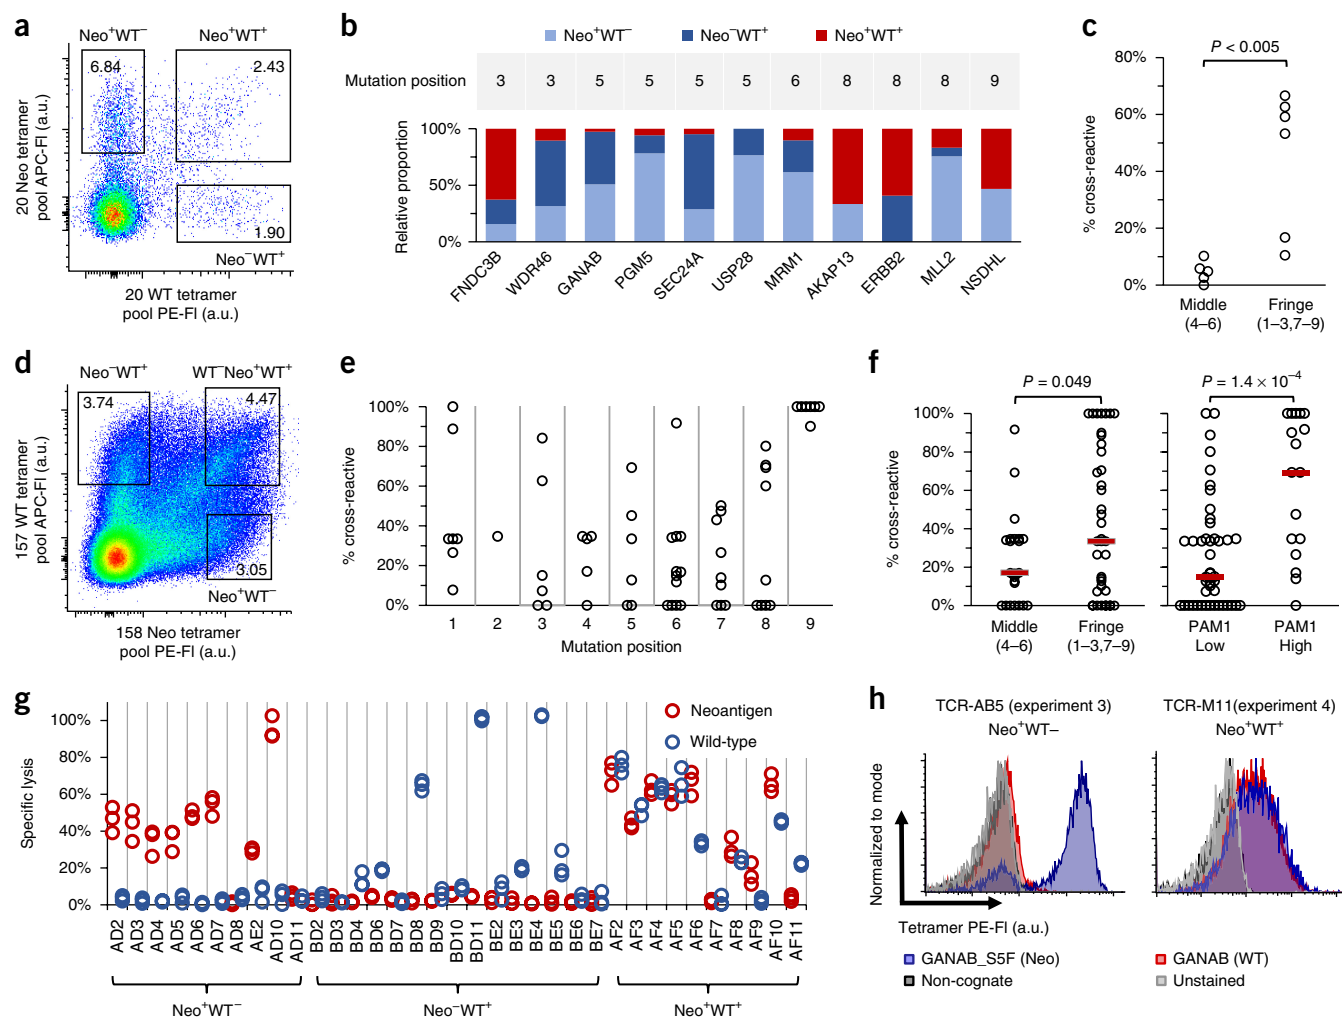 a
Neo⁺WT⁻
Neo⁺WT⁺
6.84
2.43
1.90
Neo⁻WT⁺
20 Neo tetramer
pool APC-Fl (a.u.)
20 WT tetramer
pool PE-Fl (a.u.)
b
Neo⁺WT⁻ Neo⁻WT⁺ Neo⁺WT⁺
Mutation position 3 3 5 5 5 5 6 8 8 8 9
Relative proportion
100%
50%
0%
FNDC3B WDR46 GANAB PGM5 SEC24A USP28 MRM1 AKAP13 ERBB2 MLL2 NSDHL
c
P < 0.005
% cross-reactive
80%
60%
40%
20%
0%
Middle Fringe
(4–6) (1–3,7–9)
d
Neo⁻WT⁺
WT⁻Neo⁺WT⁺
3.74
4.47
3.05
Neo⁺WT⁻
157 WT tetramer
pool APC-Fl (a.u.)
158 Neo tetramer
pool PE-Fl (a.u.)
e
% cross-reactive
100%
80%
60%
40%
20%
0%
1 2 3 4 5 6 7 8 9
Mutation position
f
P = 0.049
P = 1.4 × 10⁻⁴
% cross-reactive
100%
80%
60%
40%
20%
0%
Middle Fringe PAM1 PAM1
(4–6) (1–3,7–9) Low High
g
Neoantigen
Wild-type
Specific lysis
100%
80%
60%
40%
20%
0%
AD2 AD3 AD4 AD5 AD6 AD7 AD8 AE2 AD10 AD11 BD2 BD3 BD4 BD6 BD7 BD8 BD9 BD10 BD11 BE2 BE3 BE4 BE5 BE6 BE7 AF2 AF3 AF4 AF5 AF6 AF7 AF8 AF9 AF10 AF11
Neo⁺WT⁻ Neo⁻WT⁺ Neo⁺WT⁺
h
TCR-AB5 (experiment 3) TCR-M11(experiment 4)
Neo⁺WT– Neo⁺WT⁺
Normalized to mode
Tetramer PE-Fl (a.u.)
GANAB_S5F (Neo) GANAB (WT)
Non-cognate Unstained